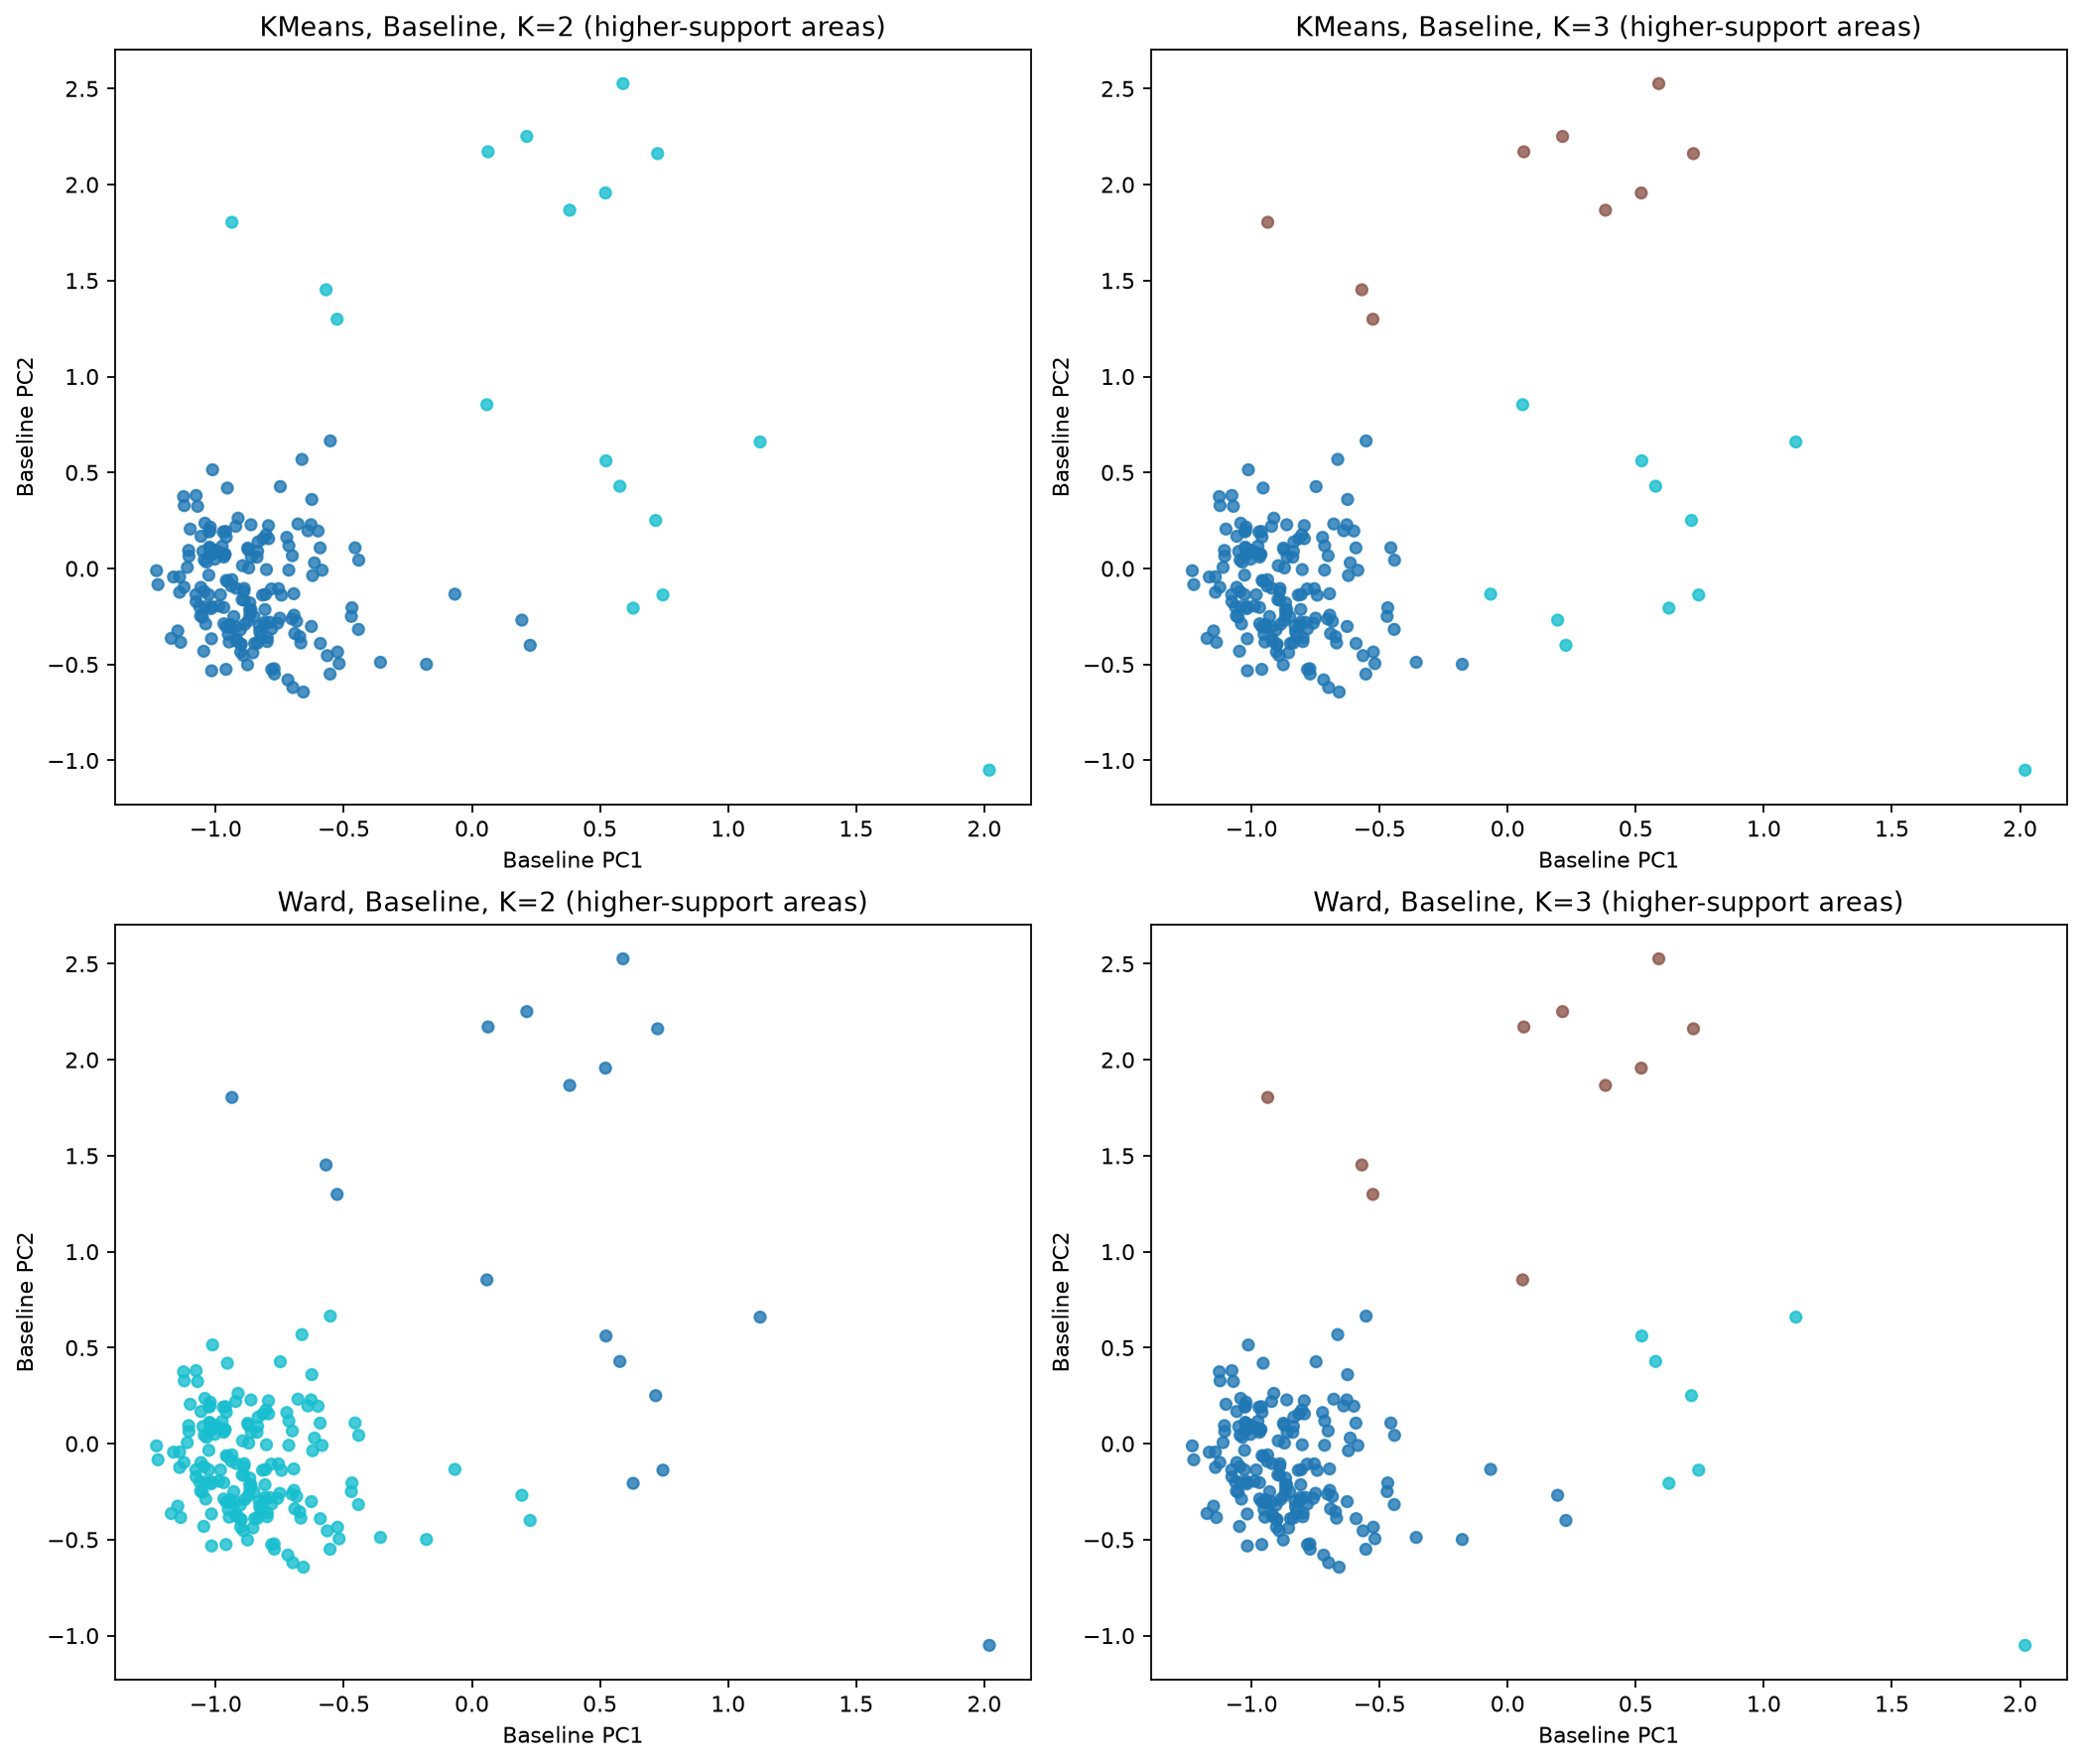 KMeans, Baseline, K=2 (higher-support areas)
2.5
2.0
1.5
1.0
0.5
0.0
−0.5
−1.0
Baseline PC2
−1.0 −0.5 0.0 0.5 1.0 1.5 2.0
Baseline PC1
KMeans, Baseline, K=3 (higher-support areas)
2.5
2.0
1.5
1.0
0.5
0.0
−0.5
−1.0
Baseline PC2
−1.0 −0.5 0.0 0.5 1.0 1.5 2.0
Baseline PC1
Ward, Baseline, K=2 (higher-support areas)
2.5
2.0
1.5
1.0
0.5
0.0
−0.5
−1.0
Baseline PC2
−1.0 −0.5 0.0 0.5 1.0 1.5 2.0
Baseline PC1
Ward, Baseline, K=3 (higher-support areas)
2.5
2.0
1.5
1.0
0.5
0.0
−0.5
−1.0
Baseline PC2
−1.0 −0.5 0.0 0.5 1.0 1.5 2.0
Baseline PC1